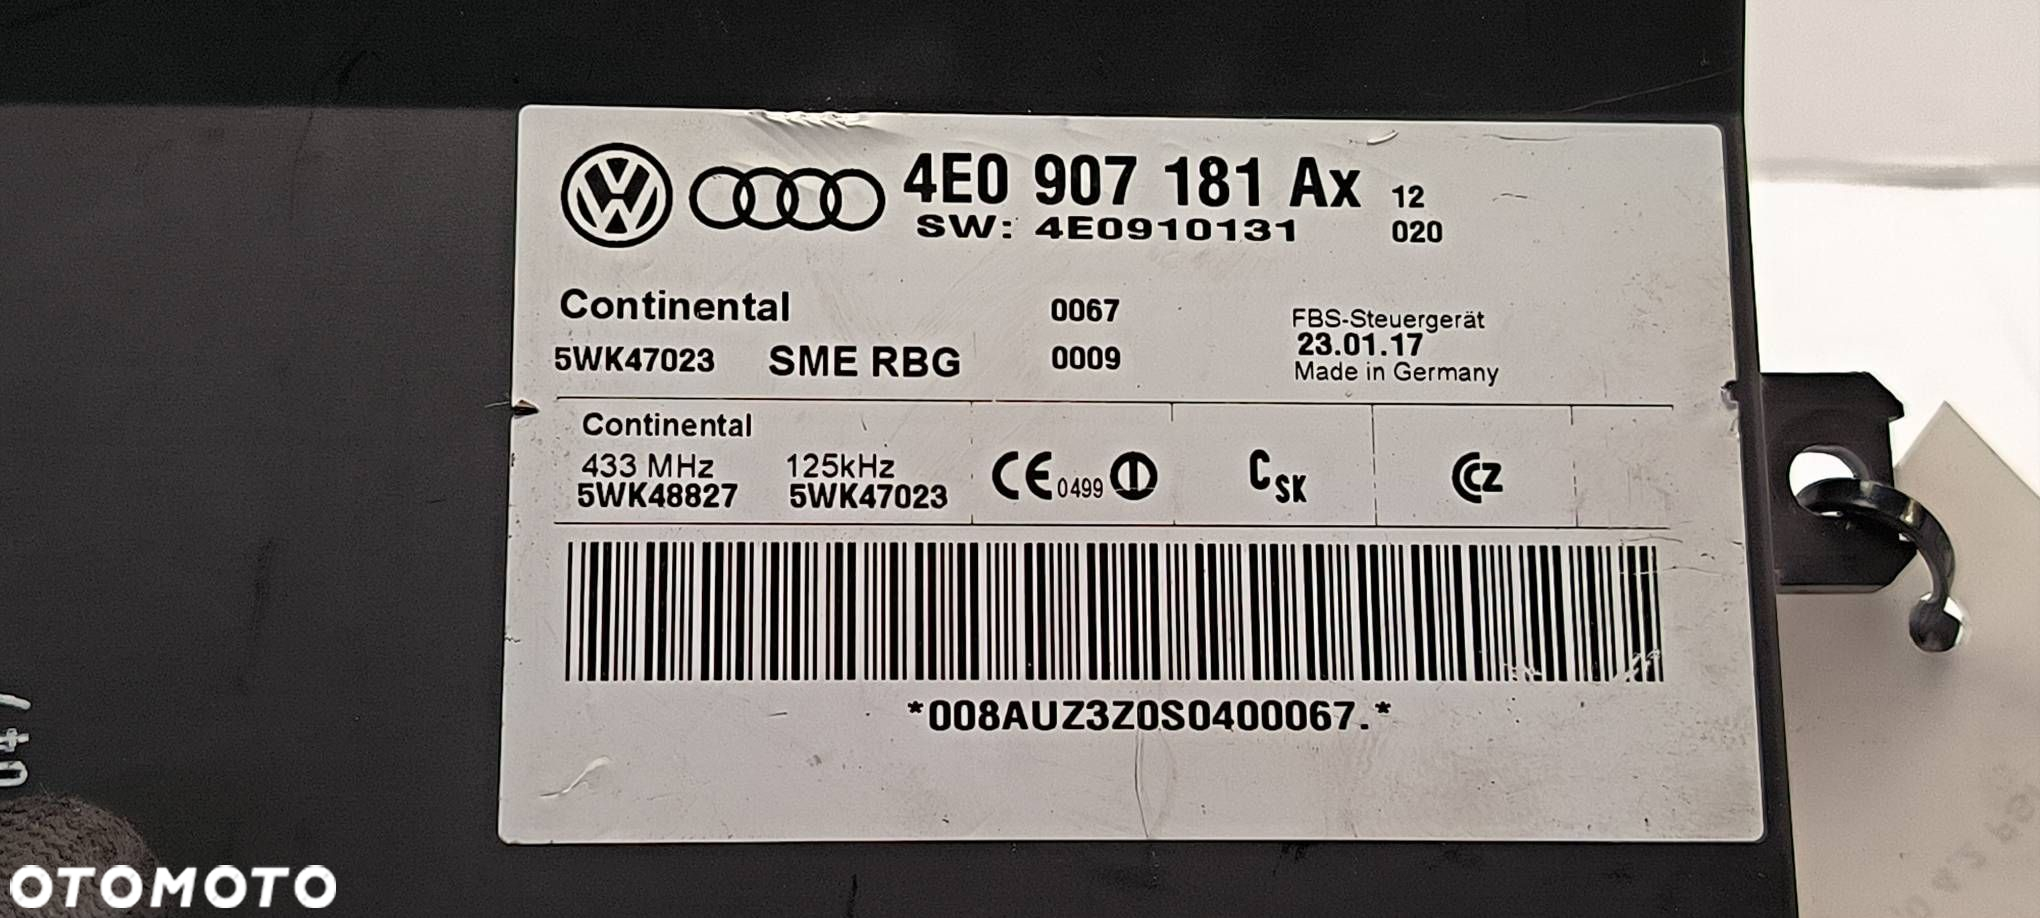 4E0 907 181 Ax 12
SW: 4E0910131 020
Continental 0067 FBS-Steuergerät
23.01.17
5WK47023 SME RBG 0009 Made in Germany
Continental
433 MHz 125kHz CE 0499 CSK CCZ
5WK48827 5WK47023
*008AUZ3Z0S0400067.*
OTOMOTO